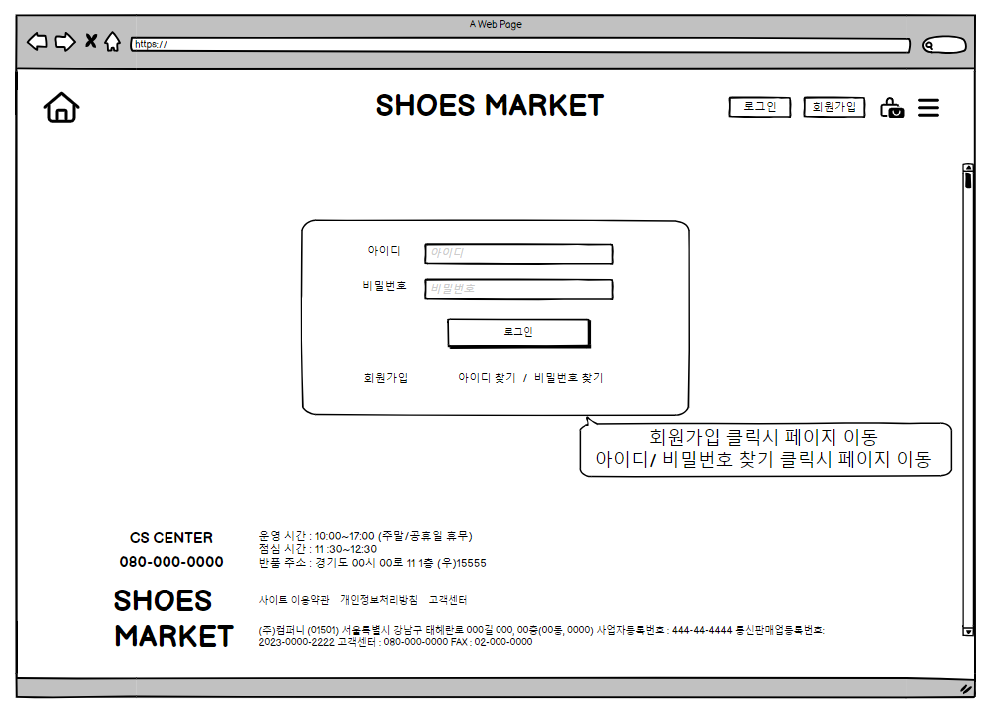 A Web Page
https://
SHOES MARKET
로그인
회원가입
아이디
아이디
비밀번호
비밀번호
로그인
회원가입
아이디 찾기 / 비밀번호 찾기
회원가입 클릭시 페이지 이동
아이디/ 비밀번호 찾기 클릭시 페이지 이동
CS CENTER
080-000-0000
운영 시간 : 10:00~17:00 (주말/공휴일 휴무)
점심 시간 : 11 :30~12:30
반품 주소 : 경기도 00시 00로 11 1층 (우)15555
SHOES
MARKET
사이트 이용약관 개인정보처리방침 고객센터
(주)컴퍼니 (01501) 서울특별시 강남구 태헤란로 000길 000, 00층(00동, 0000) 사업자등록번호 : 444-44-4444 통신판매업등록번호:
2023-0000-2222 고객센터 : 080-000-0000 FAX : 02-000-0000